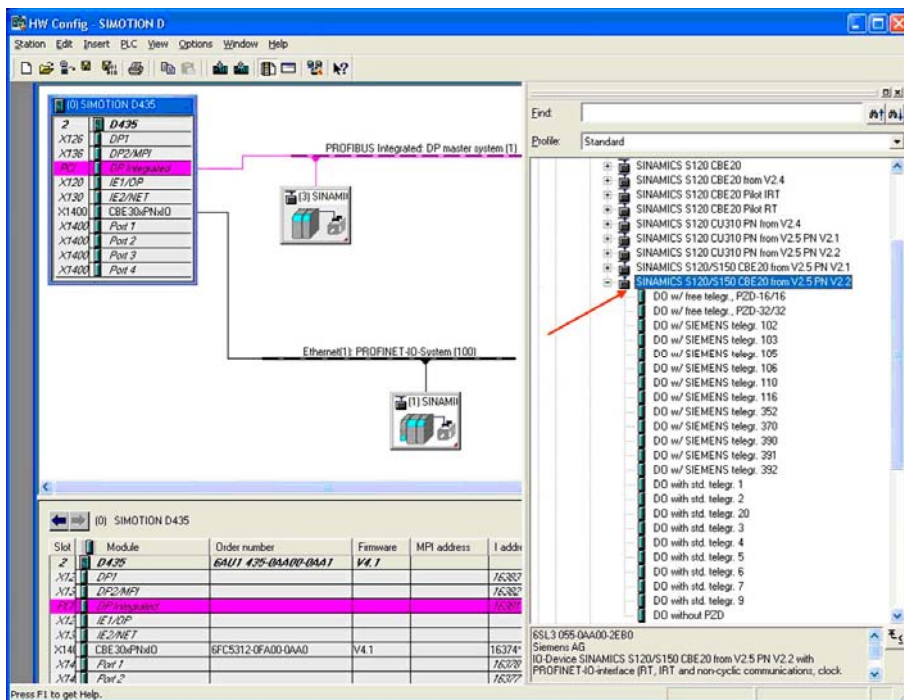 HW Config - SIMOTION D
Station Edit Insert PLC View Options Window Help
(0) SIMOTION D435
2 D435
X126 DP1
X136 DP2/MPI
PCI DP Integrated
X120 IE1/OP
X130 IE2/NET
X1400 CBE30xPNxIO
X1400 Port 1
X1400 Port 2
X1400 Port 3
X1400 Port 4
PROFIBUS Integrated: DP master system (1)
(3) SINAMI
Ethernet(1): PROFINET-IO-System (100)
(1) SINAMI
Find:
Profile: Standard
SINAMICS S120 CBE20
SINAMICS S120 CBE20 from V2.4
SINAMICS S120 CBE20 Pilot IRT
SINAMICS S120 CBE20 Pilot RT
SINAMICS S120 CU310 PN from V2.4
SINAMICS S120 CU310 PN from V2.5 PN V2.1
SINAMICS S120 CU310 PN from V2.5 PN V2.2
SINAMICS S120/S150 CBE20 from V2.5 PN V2.1
SINAMICS S120/S150 CBE20 from V2.5 PN V2.2
DO w/ free telegr., PZD-16/16
DO w/ free telegr., PZD-32/32
DO w/ SIEMENS telegr. 102
DO w/ SIEMENS telegr. 103
DO w/ SIEMENS telegr. 105
DO w/ SIEMENS telegr. 106
DO w/ SIEMENS telegr. 110
DO w/ SIEMENS telegr. 116
DO w/ SIEMENS telegr. 352
DO w/ SIEMENS telegr. 370
DO w/ SIEMENS telegr. 390
DO w/ SIEMENS telegr. 391
DO w/ SIEMENS telegr. 392
DO with std. telegr. 1
DO with std. telegr. 2
DO with std. telegr. 20
DO with std. telegr. 3
DO with std. telegr. 4
DO with std. telegr. 5
DO with std. telegr. 6
DO with std. telegr. 7
DO with std. telegr. 9
DO without PZD
6SL3 055-0AA00-2EB0
Siemens AG
IO-Device SINAMICS S120/S150 CBE20 from V2.5 PN V2.2 with
PROFINET-IO-interface (RT, IRT and non-cyclic communications, clock
(0) SIMOTION D435
Slot Module Order number Firmware MPI address I addr
2 D435 6AU1 435-0AA00-0AA1 V4.1
X12 DP1 16383
X13 DP2/MPI 16382
PCI DP Integrated 16381
X12 IE1/OP
X13 IE2/NET
X140 CBE30xPNxIO 6FC5312-0FA00-0AA0 V4.1 16374*
X14 Port 1 16378
X14 Port 2 16377
Press F1 to get Help.